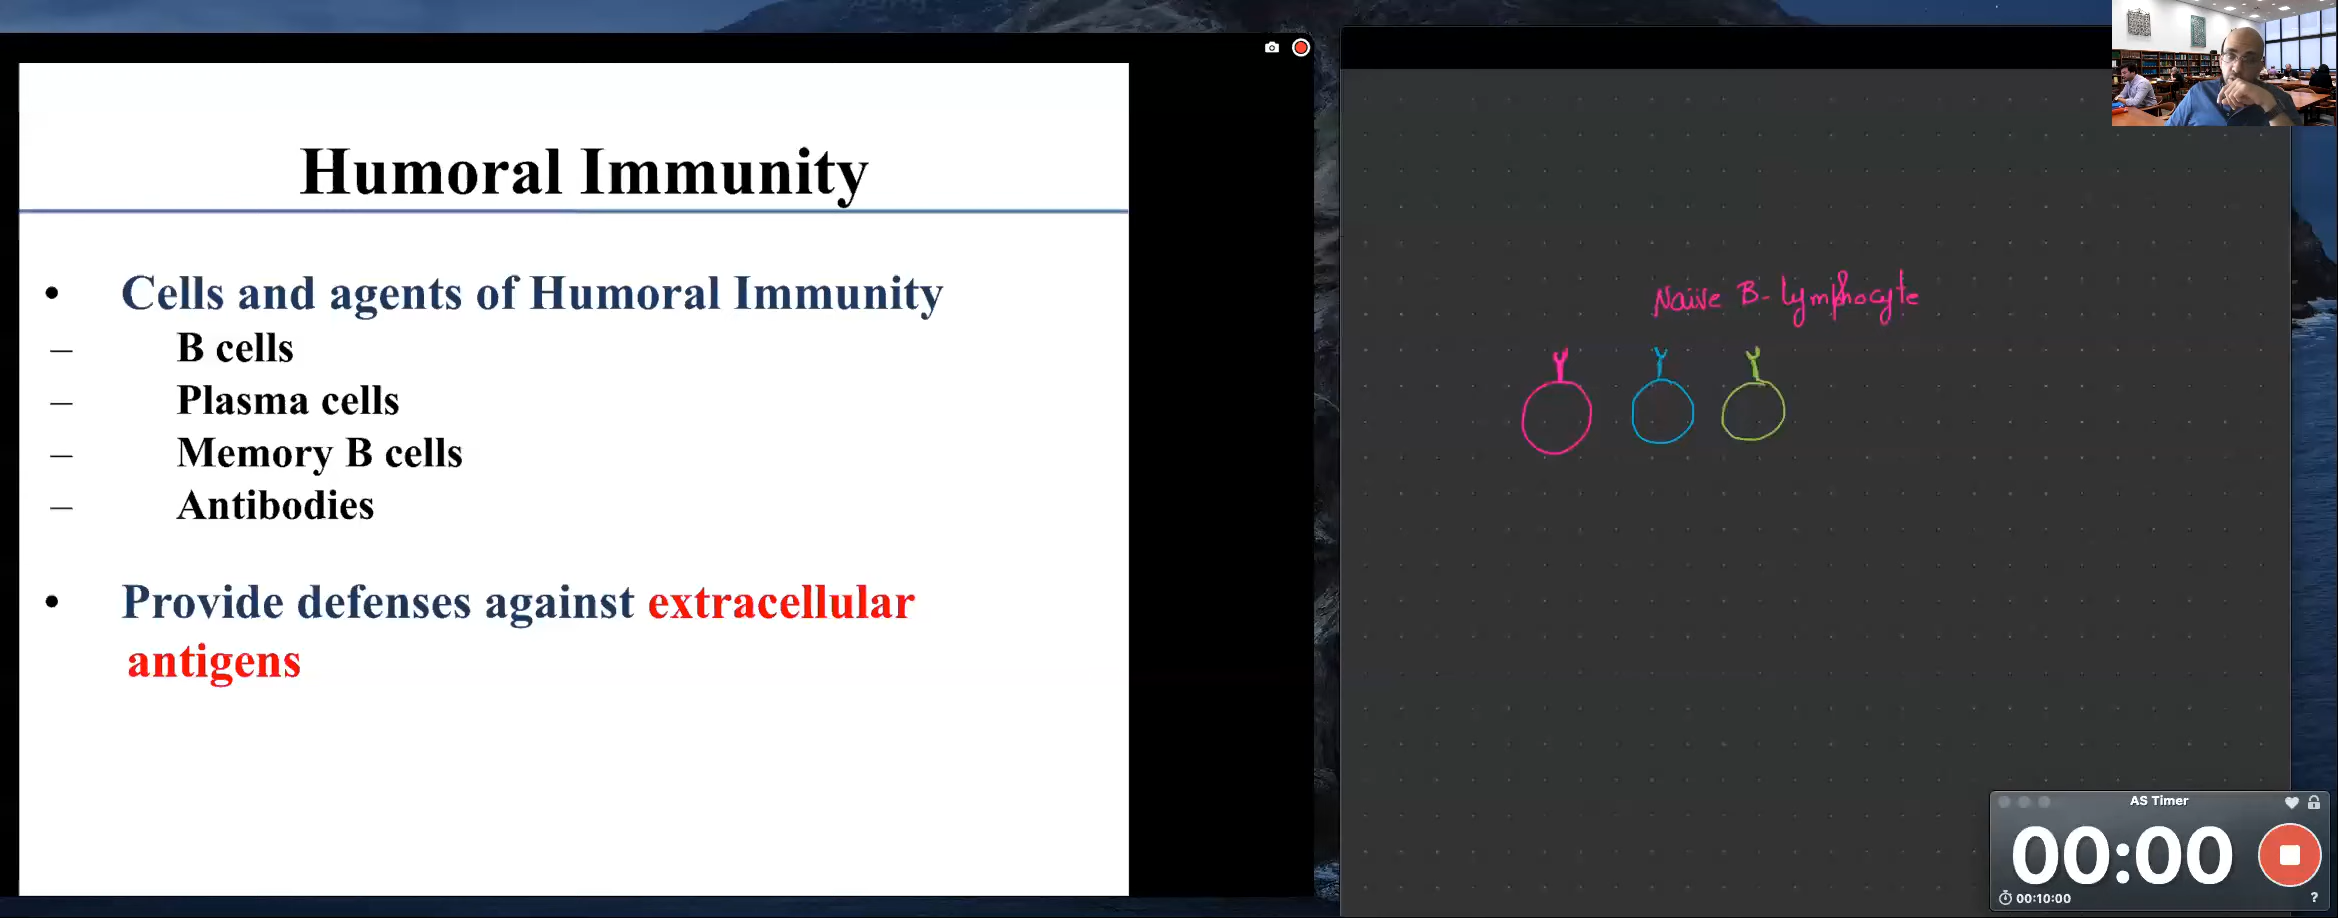 Humoral Immunity
• Cells and agents of Humoral Immunity
– B cells
– Plasma cells
– Memory B cells
– Antibodies
• Provide defenses against extracellular
antigens
Naïve B-lymphocyte
AS Timer
00:00
00:10:00
?